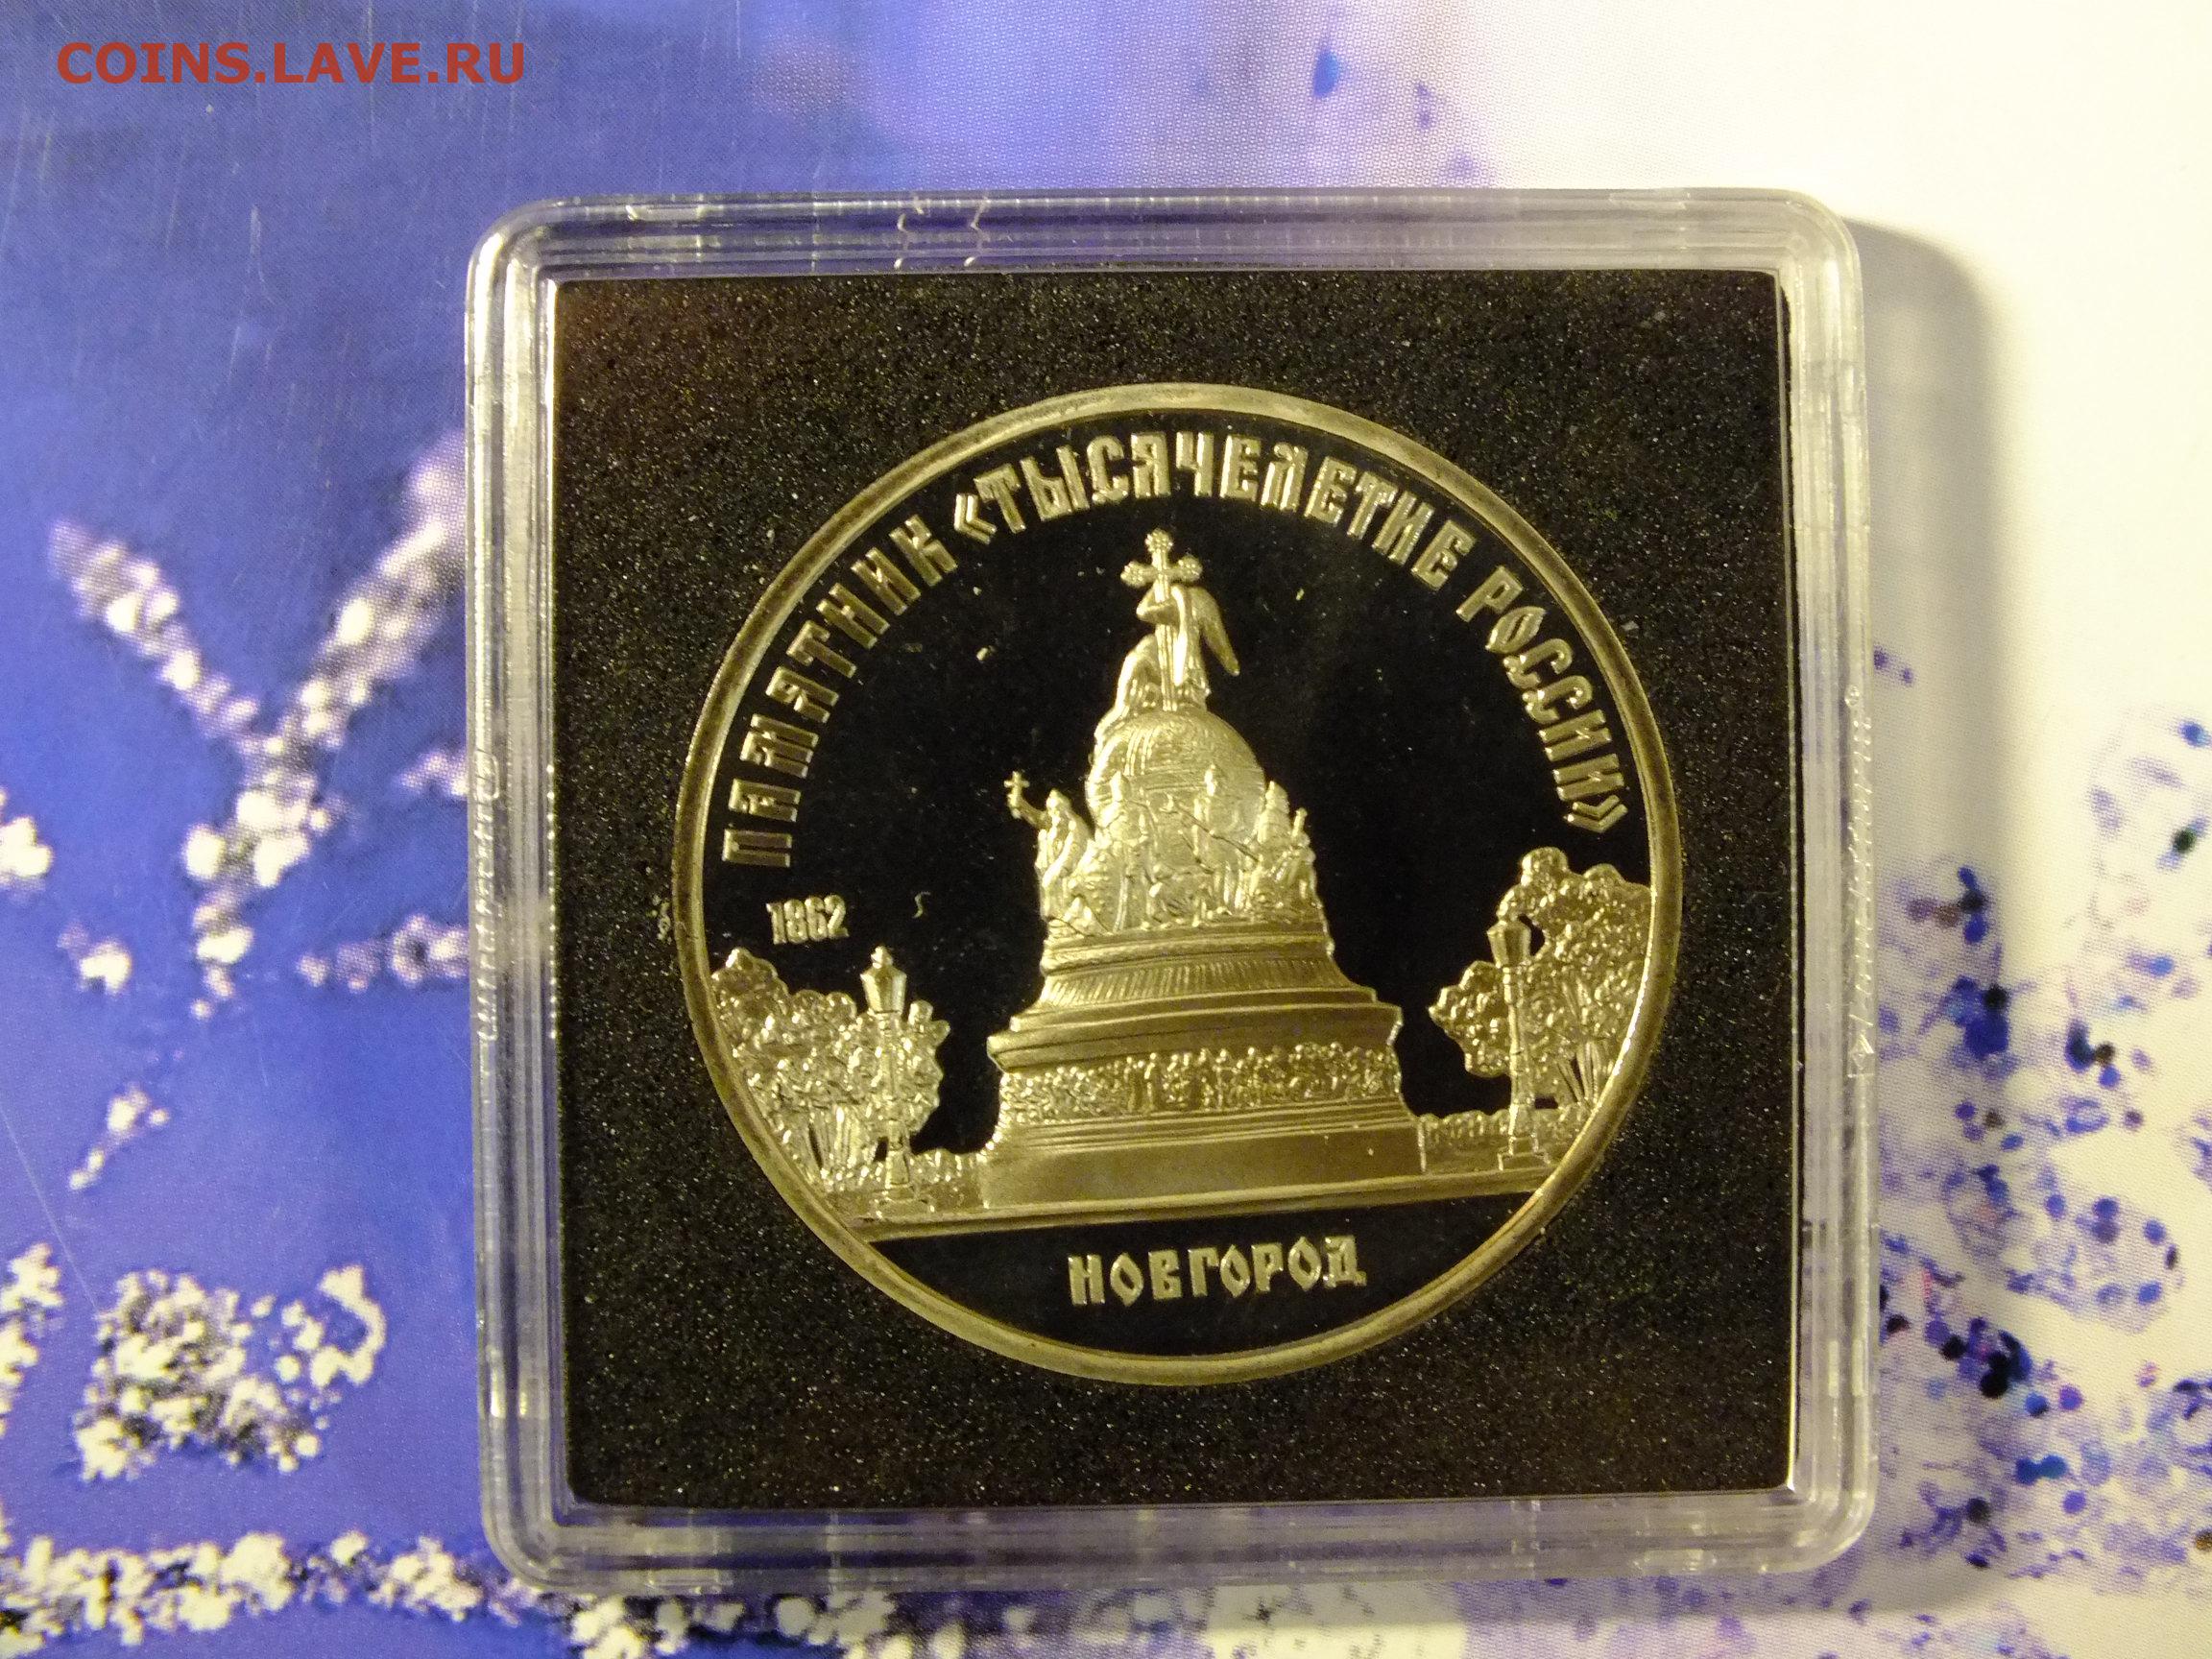 COINS.LAVE.RU
ПАМЯТНИК «ТЫСЯЧЕЛЕТИЕ РОССИИ»
1862
НОВГОРОД